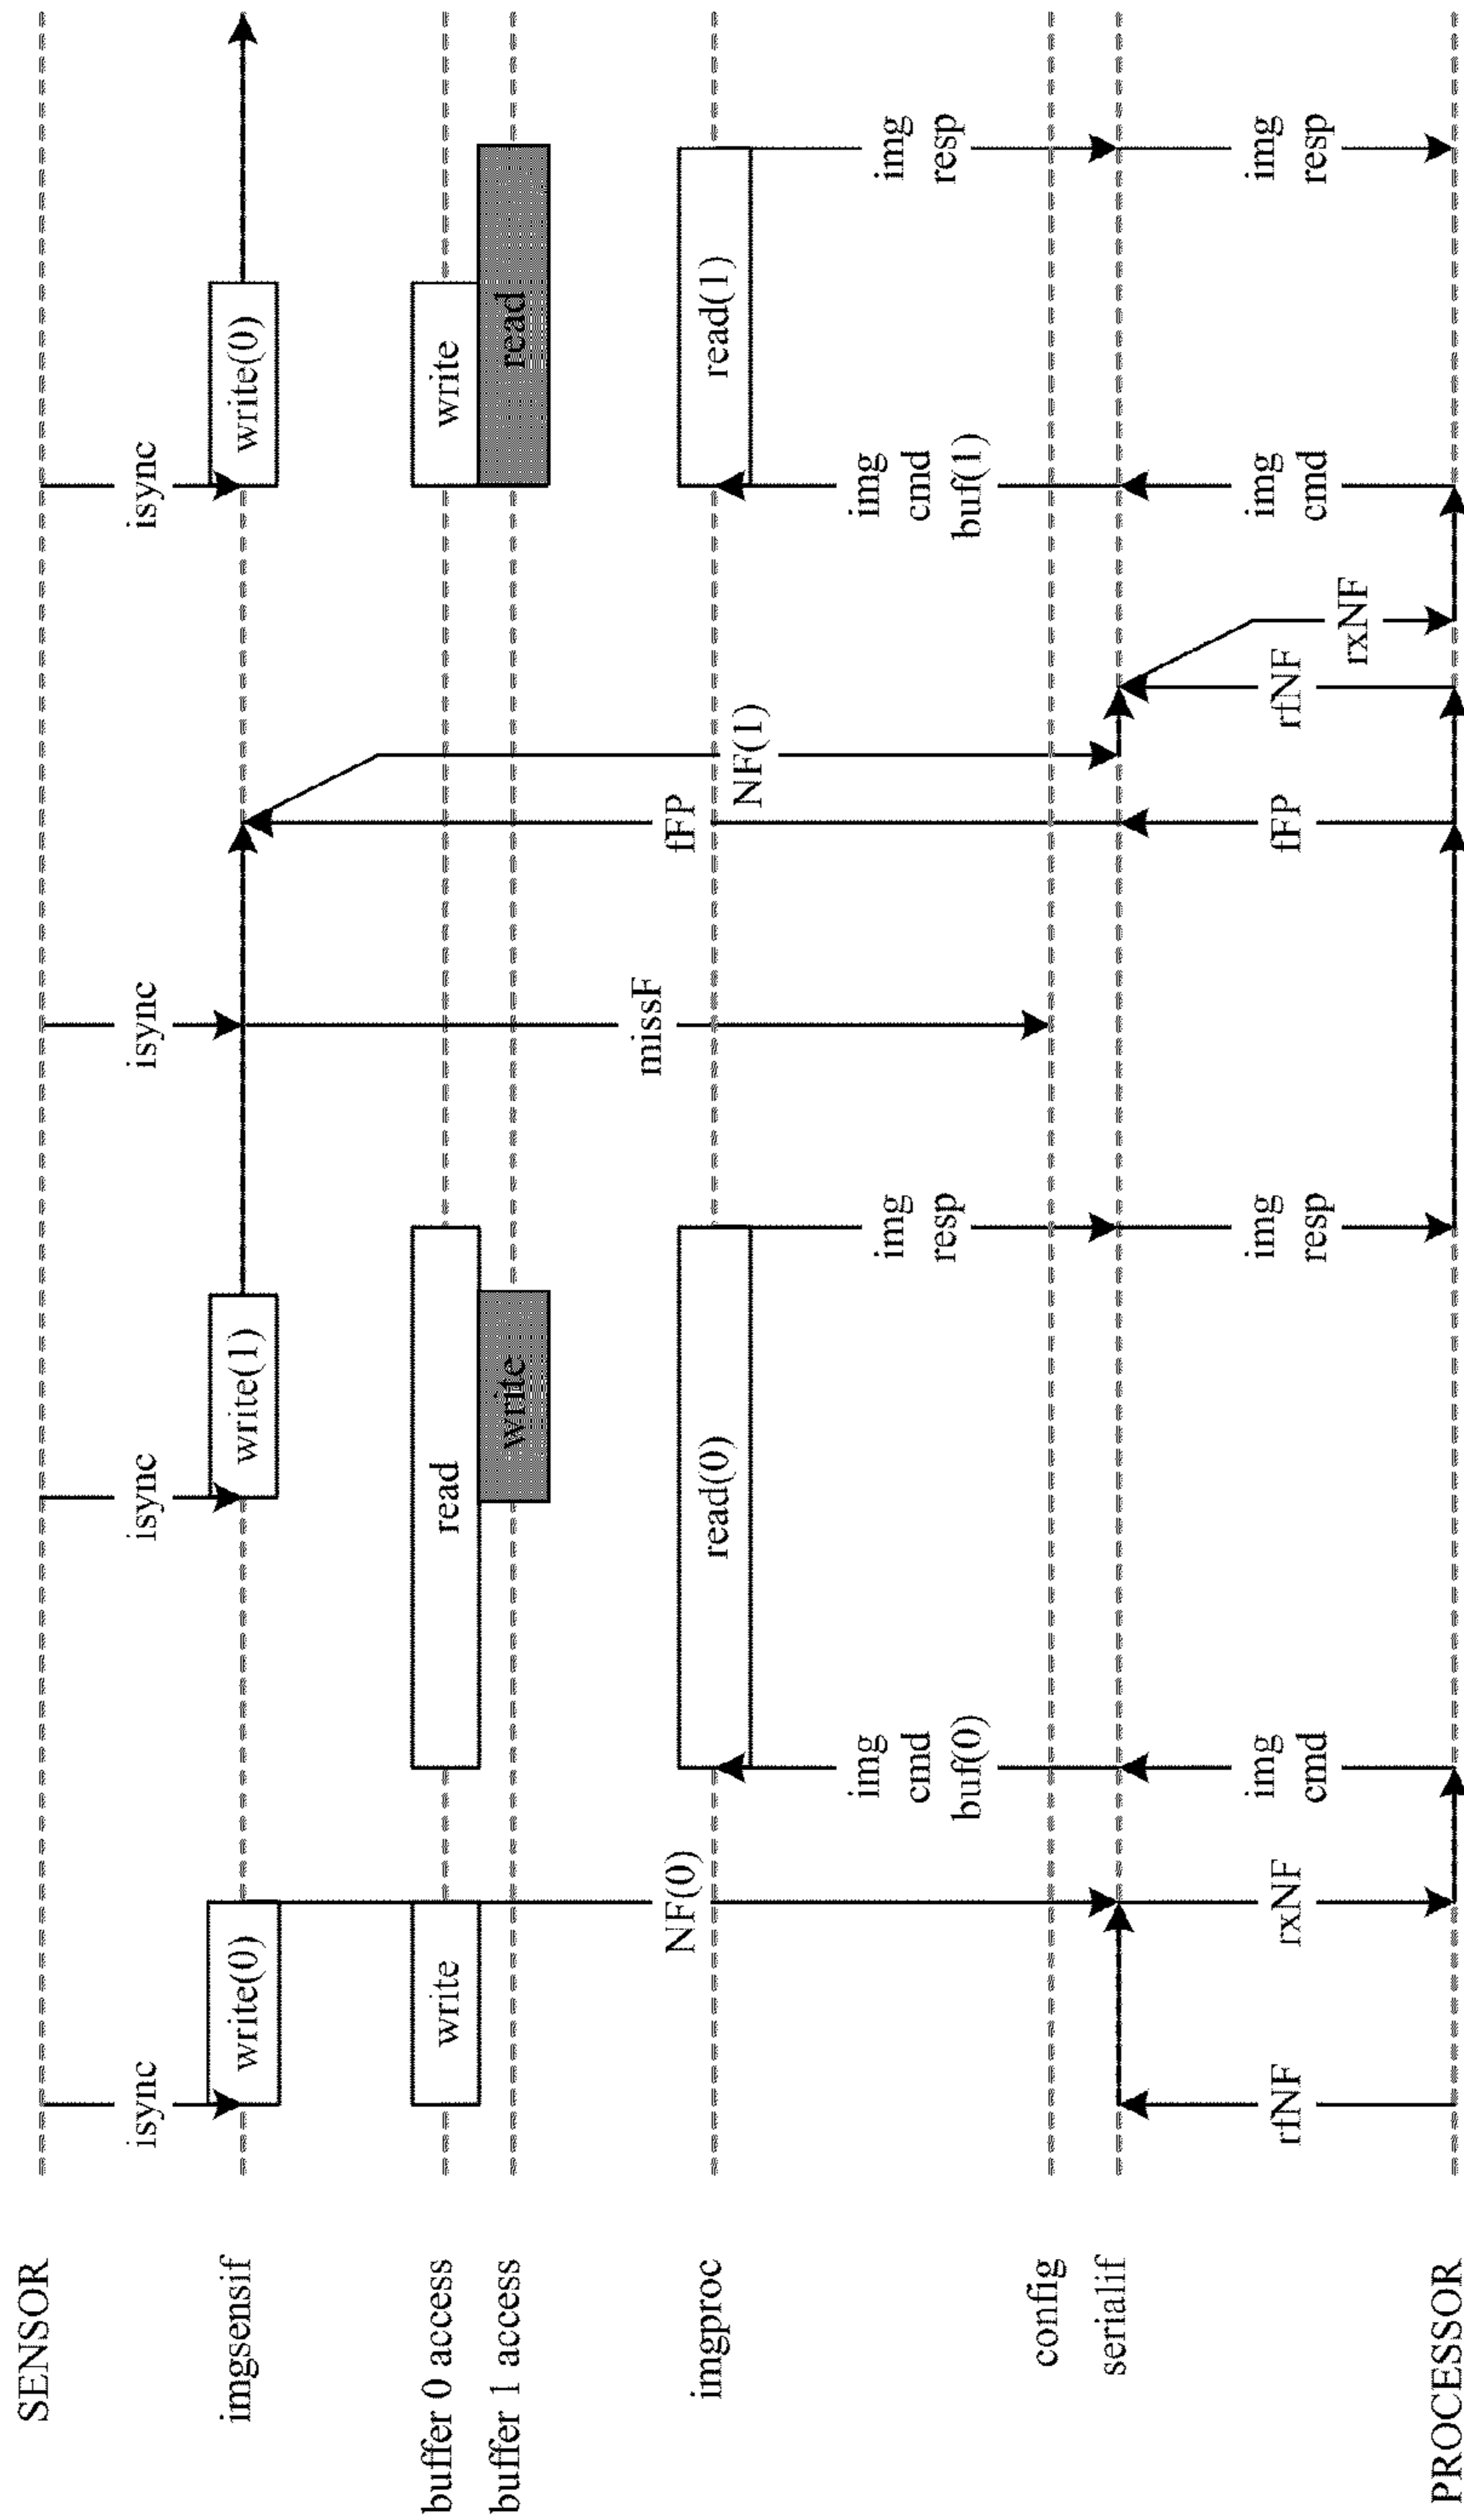 SENSOR
isync
isync
isync
isync
imgsensif
write(0)
write(1)
write(0)
buffer 0 access
write
read
write
buffer 1 access
write
read
NF(0)
missF
fFP
NF(1)
imgproc
read(0)
read(1)
img
cmd
buf(0)
img
resp
img
cmd
buf(1)
img
resp
config
serialif
rfNF
rxNF
img
cmd
img
resp
fFP
rfNF
rxNF
img
cmd
img
resp
PROCESSOR